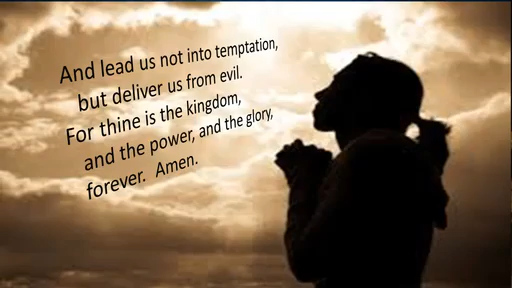 And lead us not into temptation,
but deliver us from evil.
For thine is the kingdom,
and the power, and the glory,
forever.  Amen.